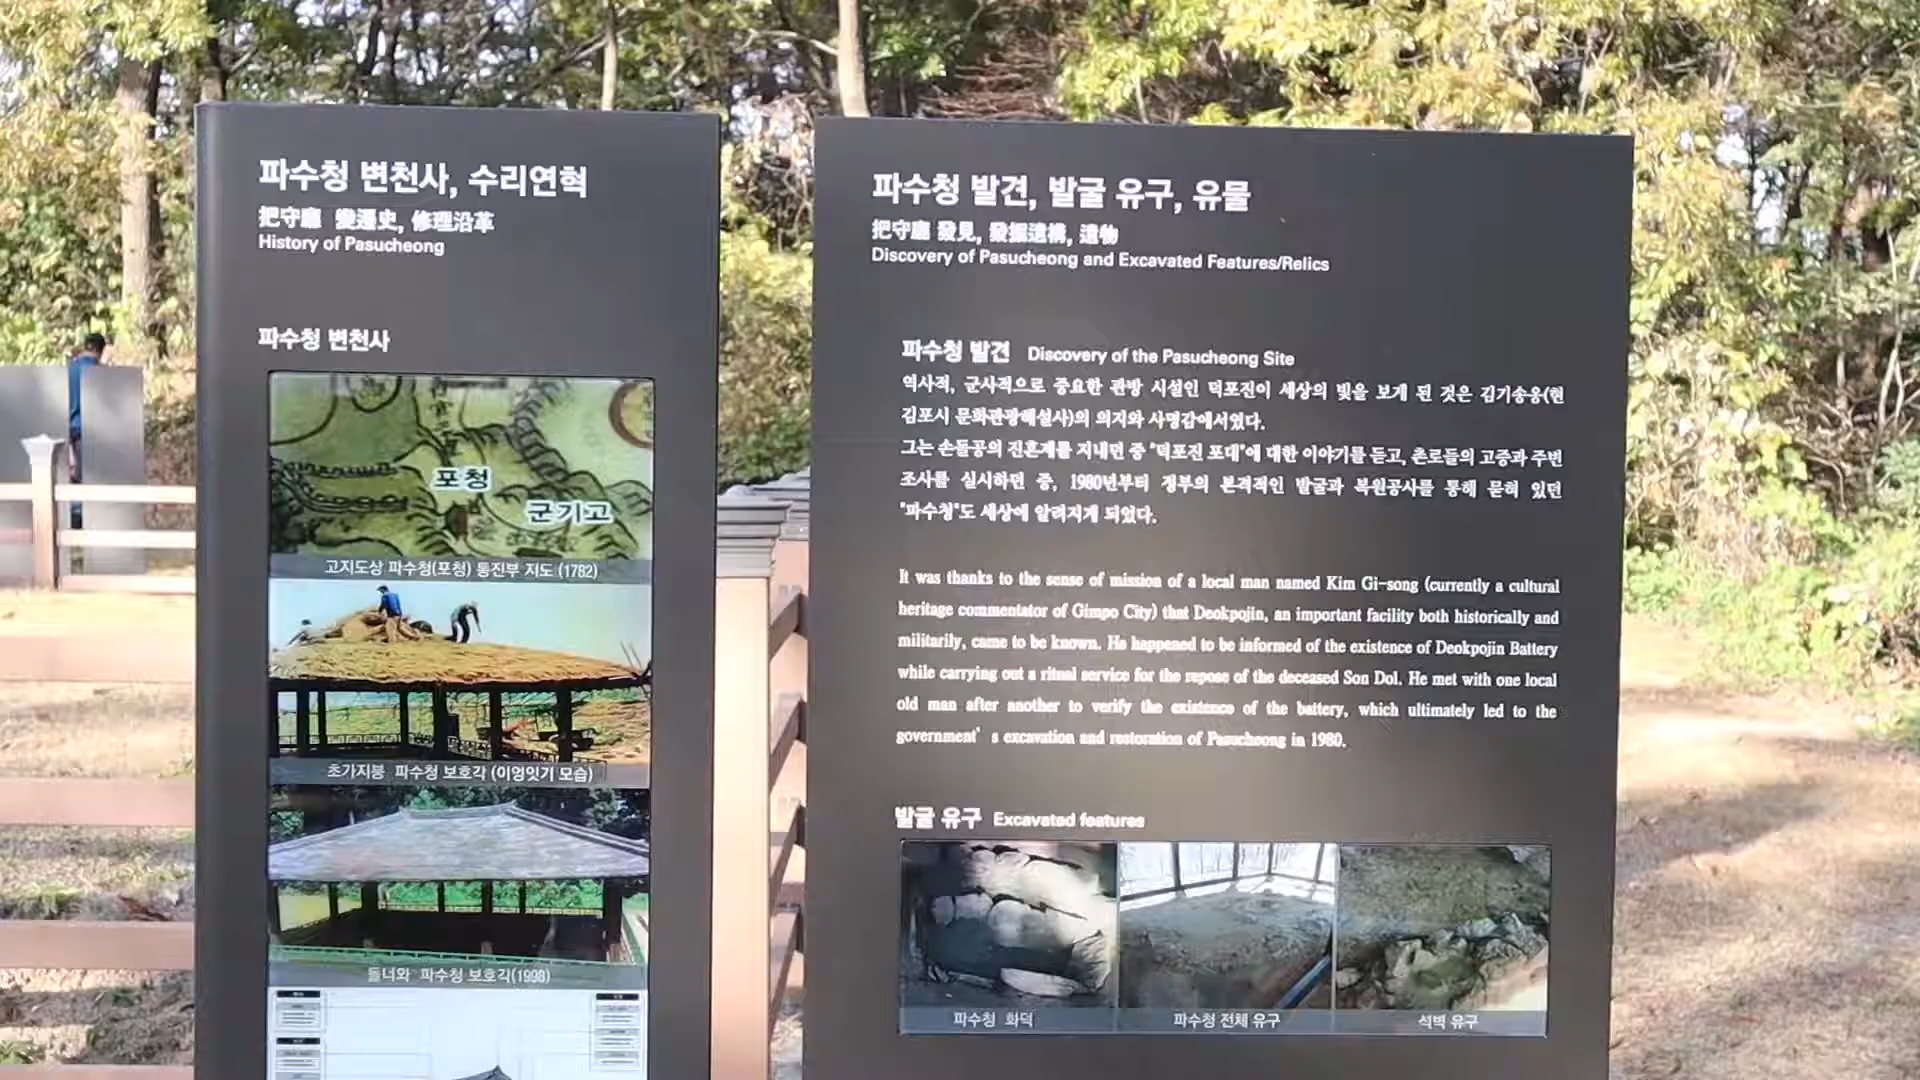 파수청 변천사, 수리연혁
把守廳 變遷史, 修理沿革
History of Pasucheong
파수청 변천사
포청
군기고
고지도상 파수청(포청) 통진부 지도 (1782)
초가지붕 파수청 보호각 (이엉잇기 모습)
돌너와 파수청 보호각(1998)
파수청 발견, 발굴 유구, 유물
把守廳 發見, 發掘遺構, 遺物
Discovery of Pasucheong and Excavated Features/Relics
파수청 발견 Discovery of the Pasucheong Site
역사적, 군사적으로 중요한 관방 시설인 덕포진이 세상의 빛을 보게 된 것은 김기송옹(현
김포시 문화관광해설사)의 의지와 사명감에서였다.
그는 손돌공의 진혼제를 지내면 중 "덕포진 포대"에 대한 이야기를 듣고, 촌로들의 고증과 주변
조사를 실시하던 중, 1980년부터 정부의 본격적인 발굴과 복원공사를 통해 묻혀 있던
"파수청"도 세상에 알려지게 되었다.
It was thanks to the sense of mission of a local man named Kim Gi-song (currently a cultural
heritage commentator of Gimpo City) that Deokpojin, an important facility both historically and
militarily, came to be known. He happened to be informed of the existence of Deokpojin Battery
while carrying out a ritual service for the repose of the deceased Son Dol. He met with one local
old man after another to verify the existence of the battery, which ultimately led to the
government's excavation and restoration of Pasucheong in 1980.
발굴 유구 Excavated features
파수청 화덕
파수청 전체 유구
석벽 유구